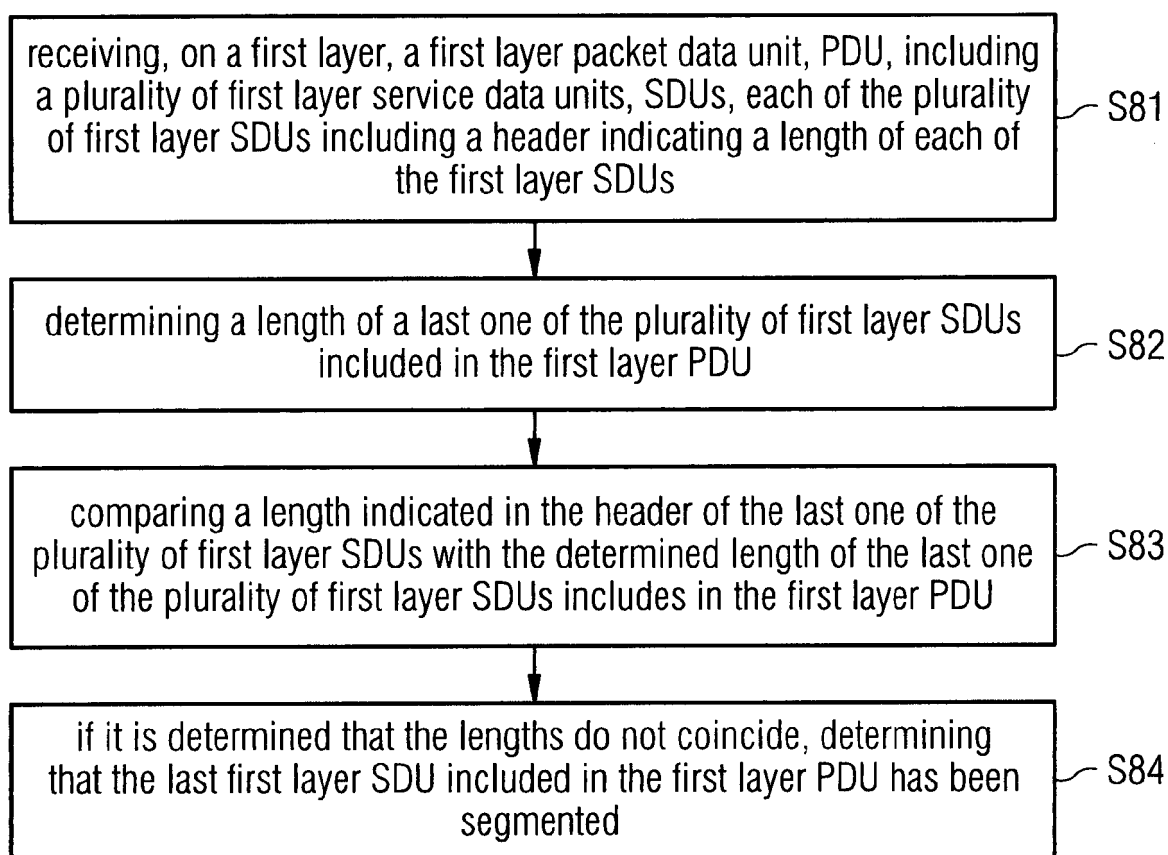 receiving, on a first layer, a first layer packet data unit, PDU, including
a plurality of first layer service data units, SDUs, each of the plurality
of first layer SDUs including a header indicating a length of each of
the first layer SDUs
S81
determining a length of a last one of the plurality of first layer SDUs
included in the first layer PDU
S82
comparing a length indicated in the header of the last one of the
plurality of first layer SDUs with the determined length of the last one
of the plurality of first layer SDUs includes in the first layer PDU
S83
if it is determined that the lengths do not coincide, determining
that the last first layer SDU included in the first layer PDU has been
segmented
S84